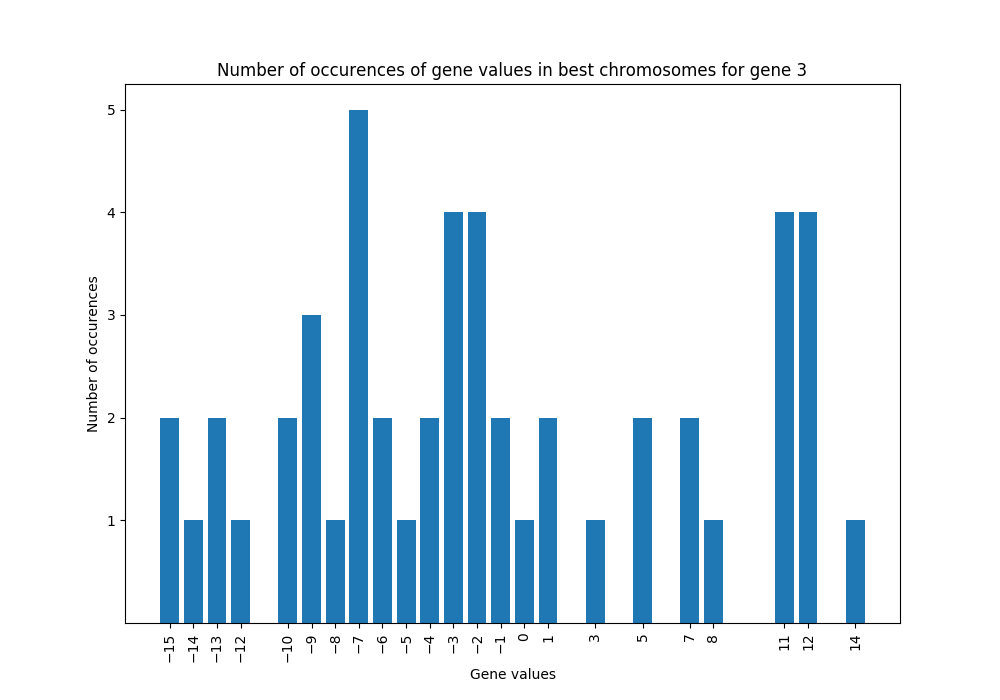 Number of occurences of gene values in best chromosomes for gene 3
Number of occurences
5
4
3
2
1
−15 −14 −13 −12 −10 −9 −8 −7 −6 −5 −4 −3 −2 −1 0 1 3 5 7 8 11 12 14
Gene values